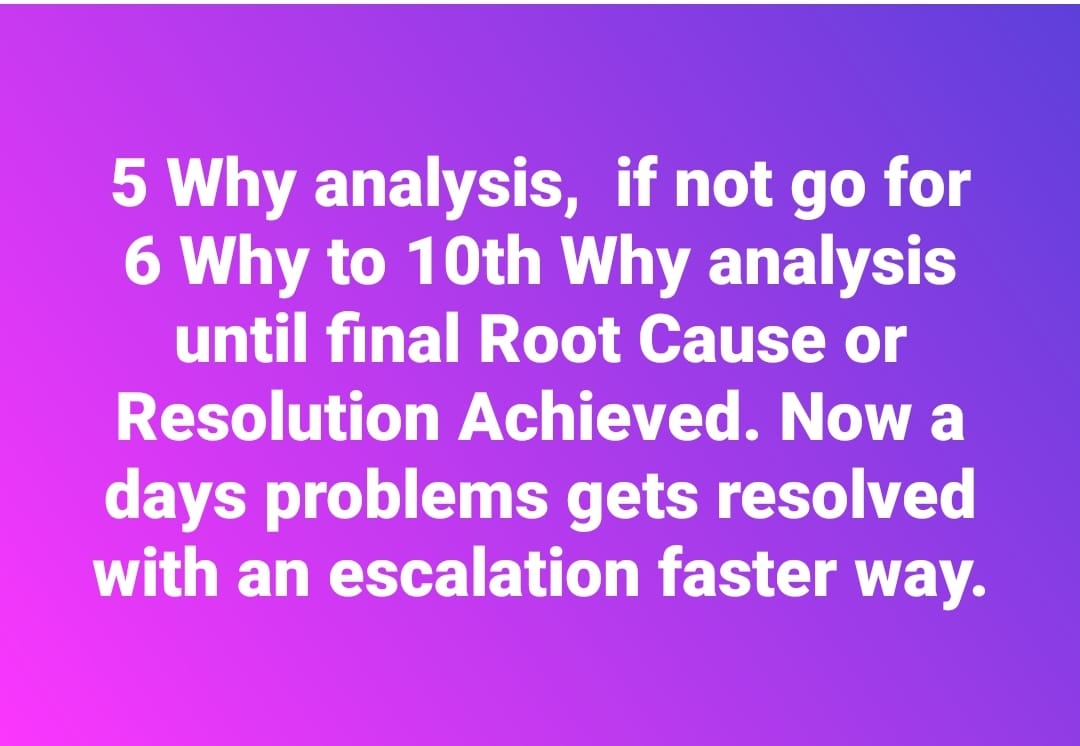 5 Why analysis,  if not go for
6 Why to 10th Why analysis
until final Root Cause or
Resolution Achieved. Now a
days problems gets resolved
with an escalation faster way.